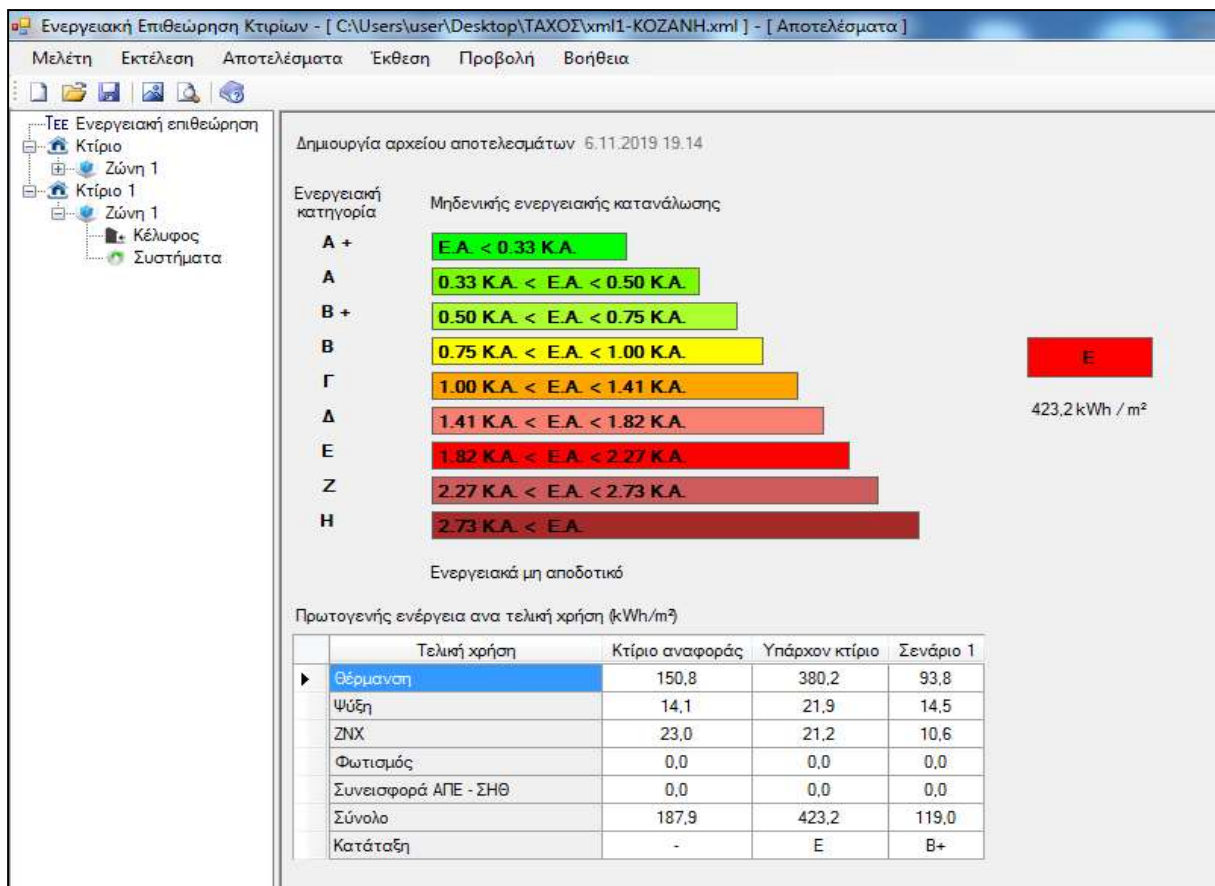 Ενεργειακή Επιθεώρηση Κτιρίων - [ C:\Users\user\Desktop\ΤΑΧΟΣ\xml1-KOZANH.xml ] - [ Αποτελέσματα ]
Μελέτη Εκτέλεση Αποτελέσματα Έκθεση Προβολή Βοήθεια
TEE Ενεργειακή επιθεώρηση
Κτίριο
Ζώνη 1
Κτίριο 1
Ζώνη 1
Κέλυφος
Συστήματα
Δημιουργία αρχείου αποτελεσμάτων 6.11.2019 19.14
Ενεργειακή κατηγορία
Μηδενικής ενεργειακής κατανάλωσης
Α + Ε.Α. < 0.33 Κ.Α.
Α 0.33 Κ.Α. < Ε.Α. < 0.50 Κ.Α.
Β + 0.50 Κ.Α. < Ε.Α. < 0.75 Κ.Α.
Β 0.75 Κ.Α. < Ε.Α. < 1.00 Κ.Α.
Γ 1.00 Κ.Α. < Ε.Α. < 1.41 Κ.Α.
Δ 1.41 Κ.Α. < Ε.Α. < 1.82 Κ.Α.
Ε 1.82 Κ.Α. < Ε.Α. < 2.27 Κ.Α.
Ζ 2.27 Κ.Α. < Ε.Α. < 2.73 Κ.Α.
Η 2.73 Κ.Α. < Ε.Α.
Ε
423,2 kWh / m²
Ενεργειακά μη αποδοτικό
Πρωτογενής ενέργεια ανα τελική χρήση (kWh/m²)
Τελική χρήση Κτίριο αναφοράς Υπάρχον κτίριο Σενάριο 1
Θέρμανση 150,8 380,2 93,8
Ψύξη 14,1 21,9 14,5
ΖΝΧ 23,0 21,2 10,6
Φωτισμός 0,0 0,0 0,0
Συνεισφορά ΑΠΕ - ΣΗΘ 0,0 0,0 0,0
Σύνολο 187,9 423,2 119,0
Κατάταξη - Ε Β+